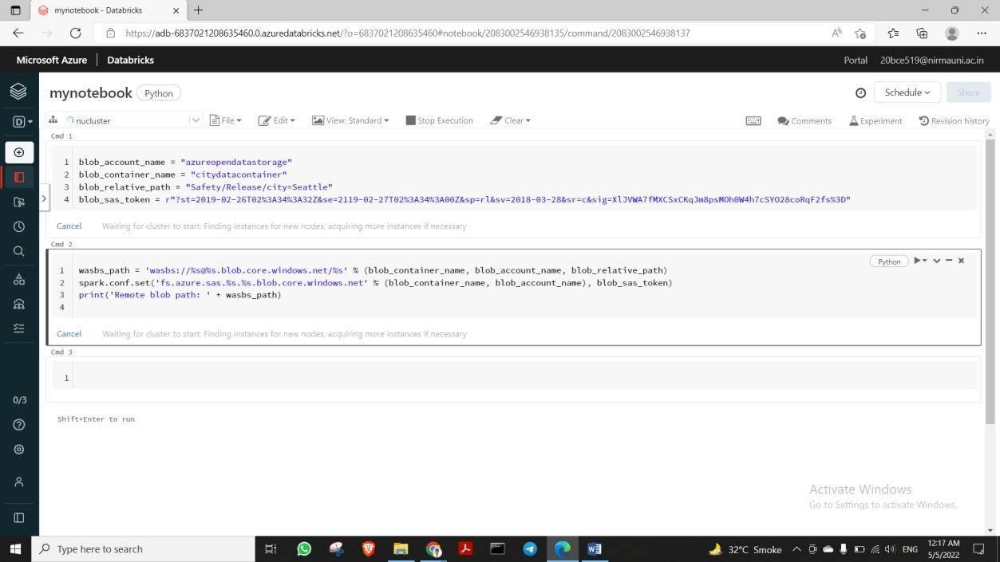 mynotebook - Databricks
https://adb-6837021208635460.0.azuredatabricks.net/?o=6837021208635460#notebook/2083002546938135/command/2083002546938137
Microsoft Azure Databricks Portal 20bce519@nirmauni.ac.in
mynotebook Python Schedule Share
nucluster File Edit View: Standard Stop Execution Clear Comments Experiment Revision history
Cmd 1
1 blob_account_name = "azureopendatastorage"
2 blob_container_name = "citydatacontainer"
3 blob_relative_path = "Safety/Release/city=Seattle"
4 blob_sas_token = r"?st=2019-02-26T02%3A34%3A32Z&se=2119-02-27T02%3A34%3A00Z&sp=rl&sv=2018-03-28&sr=c&sig=XlJVWA7fMXCSxCKqJm8psMOh0W4h7cSYO28coRqF2fs%3D"
Cancel Waiting for cluster to start: Finding instances for new nodes, acquiring more instances if necessary
Cmd 2
Python
1 wasbs_path = 'wasbs://%s@%s.blob.core.windows.net/%s' % (blob_container_name, blob_account_name, blob_relative_path)
2 spark.conf.set('fs.azure.sas.%s.%s.blob.core.windows.net' % (blob_container_name, blob_account_name), blob_sas_token)
3 print('Remote blob path: ' + wasbs_path)
4
Cancel Waiting for cluster to start: Finding instances for new nodes, acquiring more instances if necessary
Cmd 3
1
Shift+Enter to run
D
0/3
Activate Windows
Go to Settings to activate Windows.
Type here to search
32°C Smoke
ENG
12:17 AM
5/5/2022